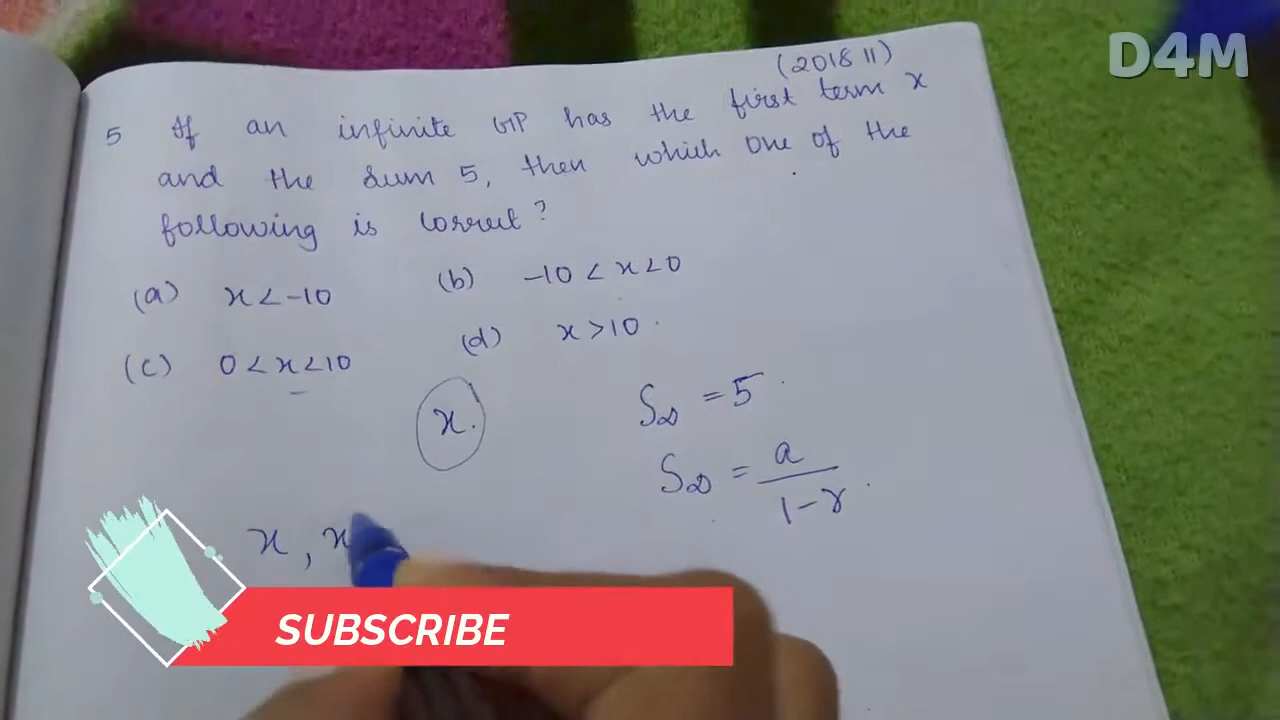 D4M
(2018 II)
5 If an infinite GP has the first term x
and the sum 5, then which one of the
following is correct?
(a) x < -10 (b) -10 < x < 0
(c) 0 < x < 10 (d) x > 10.
x. S∞ = 5
S∞ = a / 1-r
x, x
SUBSCRIBE